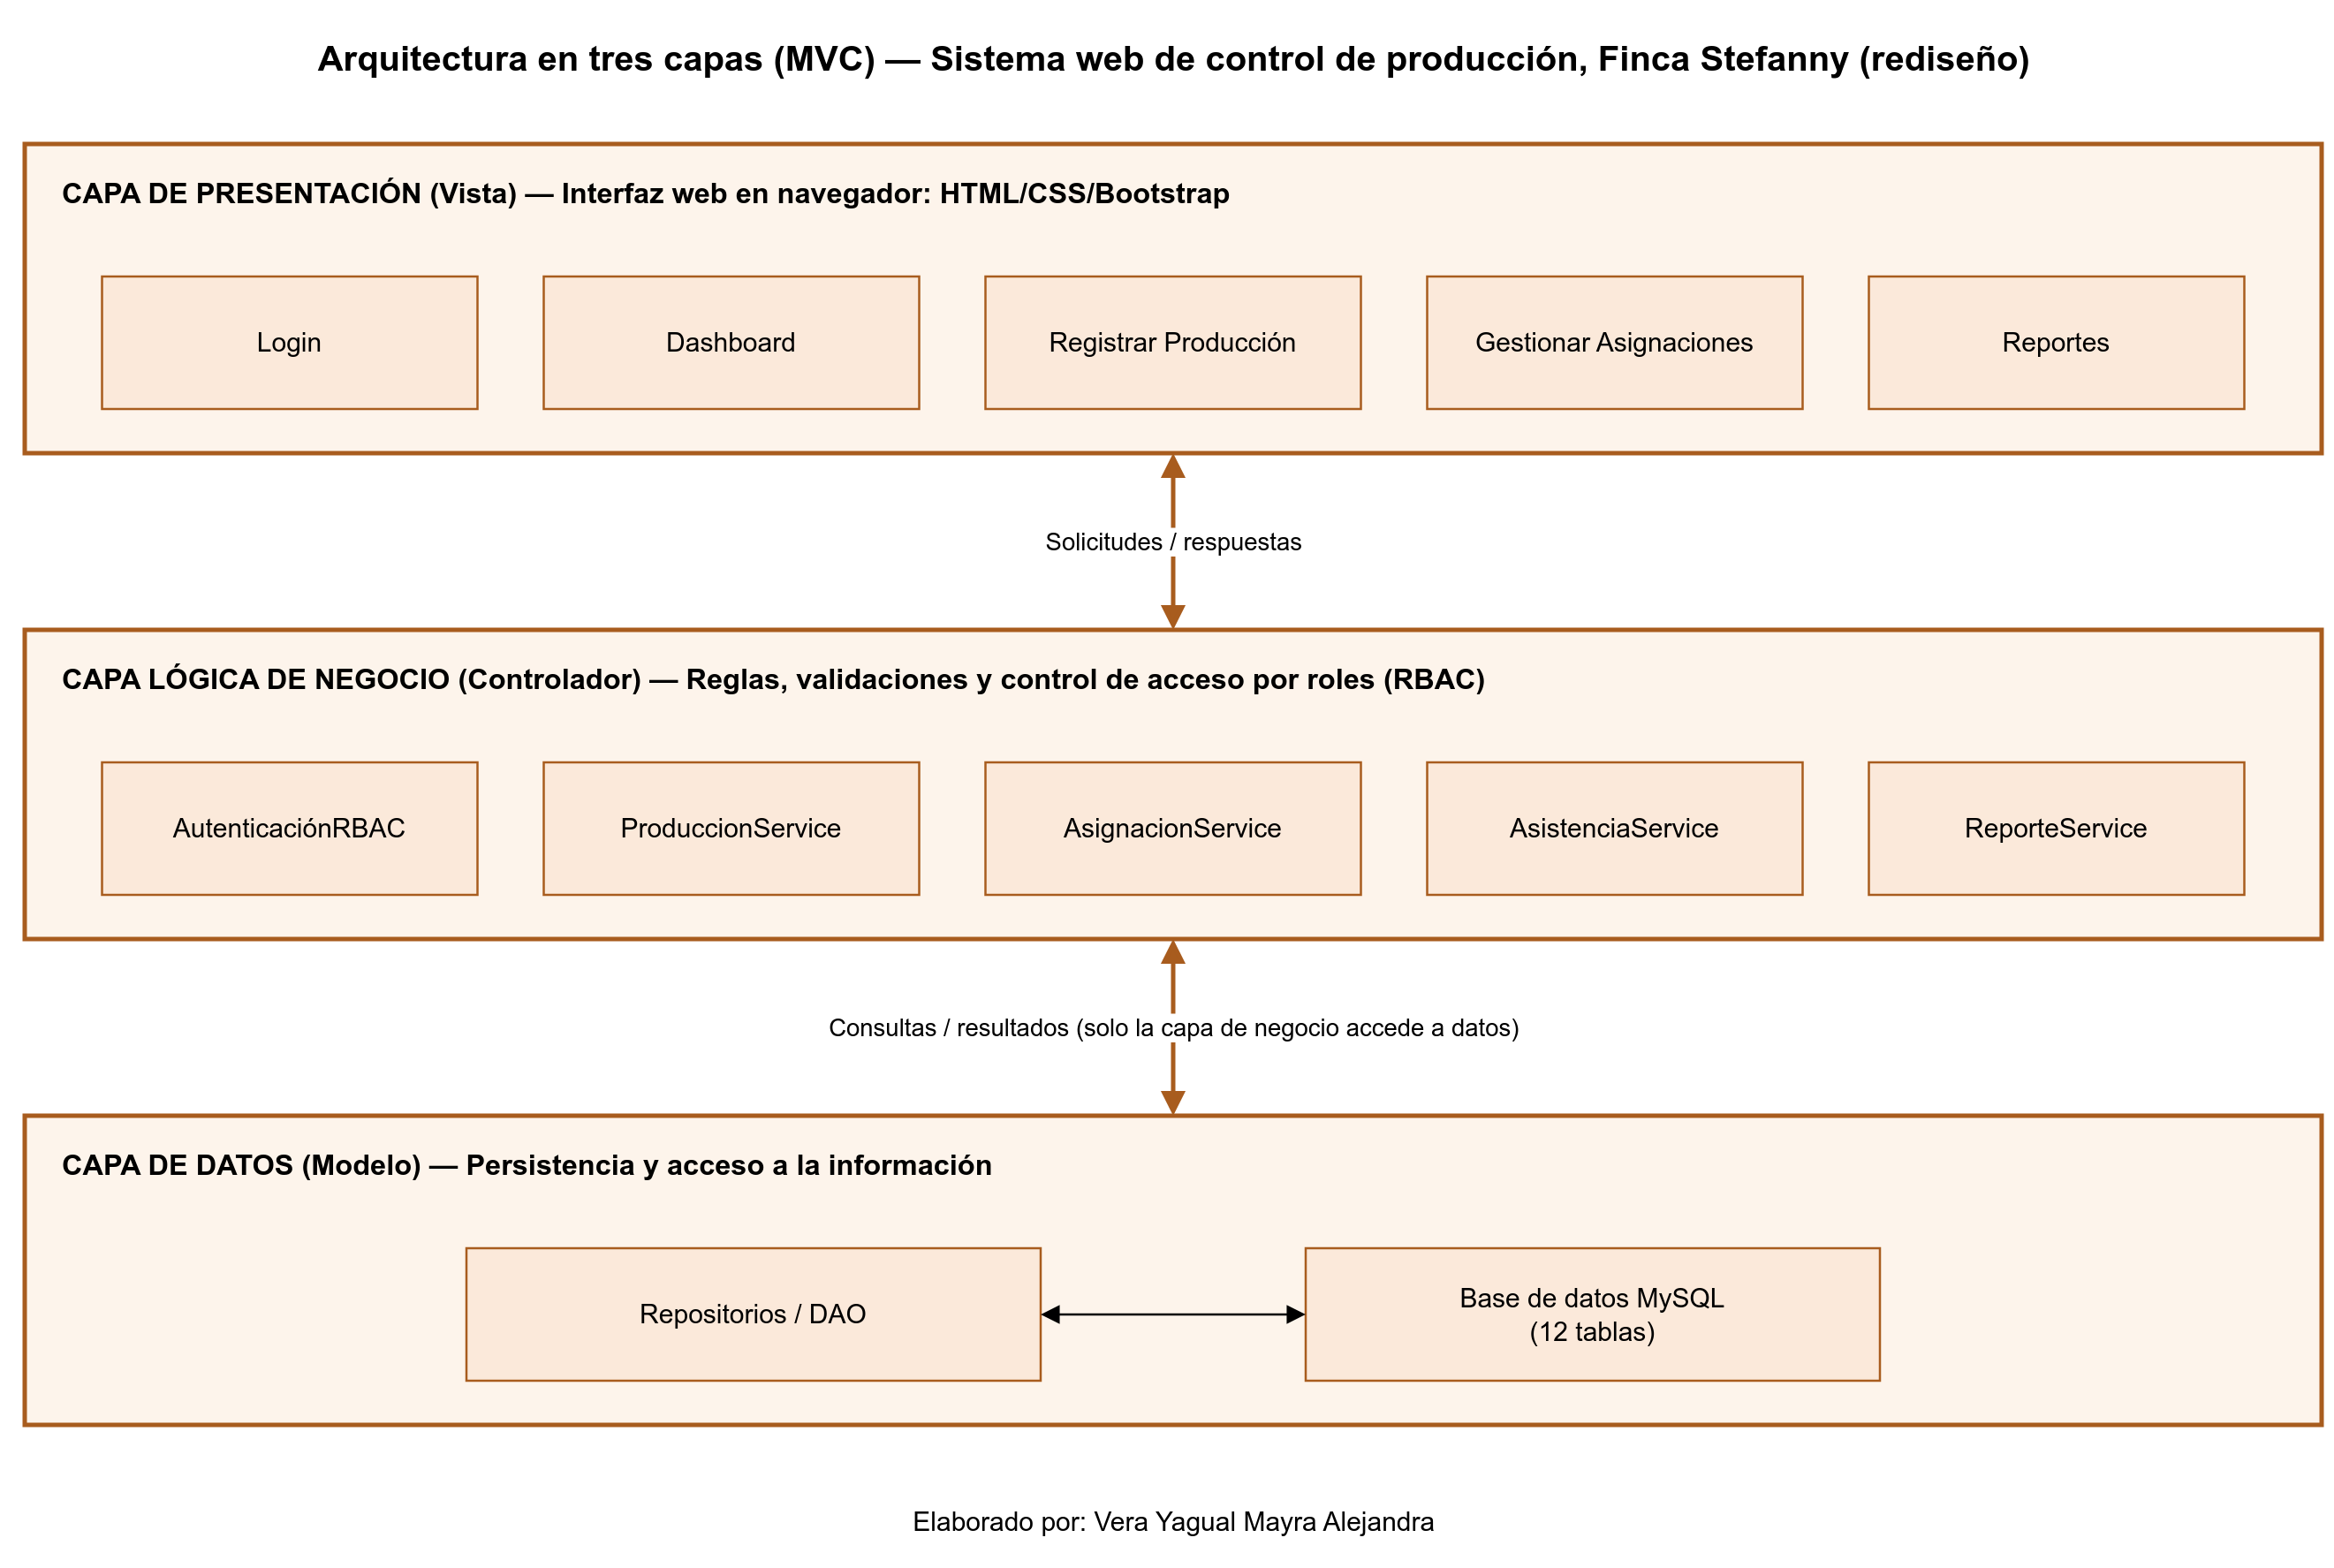 Arquitectura en tres capas (MVC) — Sistema web de control de producción, Finca Stefanny (rediseño)
CAPA DE PRESENTACIÓN (Vista) — Interfaz web en navegador: HTML/CSS/Bootstrap
Login
Dashboard
Registrar Producción
Gestionar Asignaciones
Reportes
Solicitudes / respuestas
CAPA LÓGICA DE NEGOCIO (Controlador) — Reglas, validaciones y control de acceso por roles (RBAC)
AutenticaciónRBAC
ProduccionService
AsignacionService
AsistenciaService
ReporteService
Consultas / resultados (solo la capa de negocio accede a datos)
CAPA DE DATOS (Modelo) — Persistencia y acceso a la información
Repositorios / DAO
Base de datos MySQL
(12 tablas)
Elaborado por: Vera Yagual Mayra Alejandra